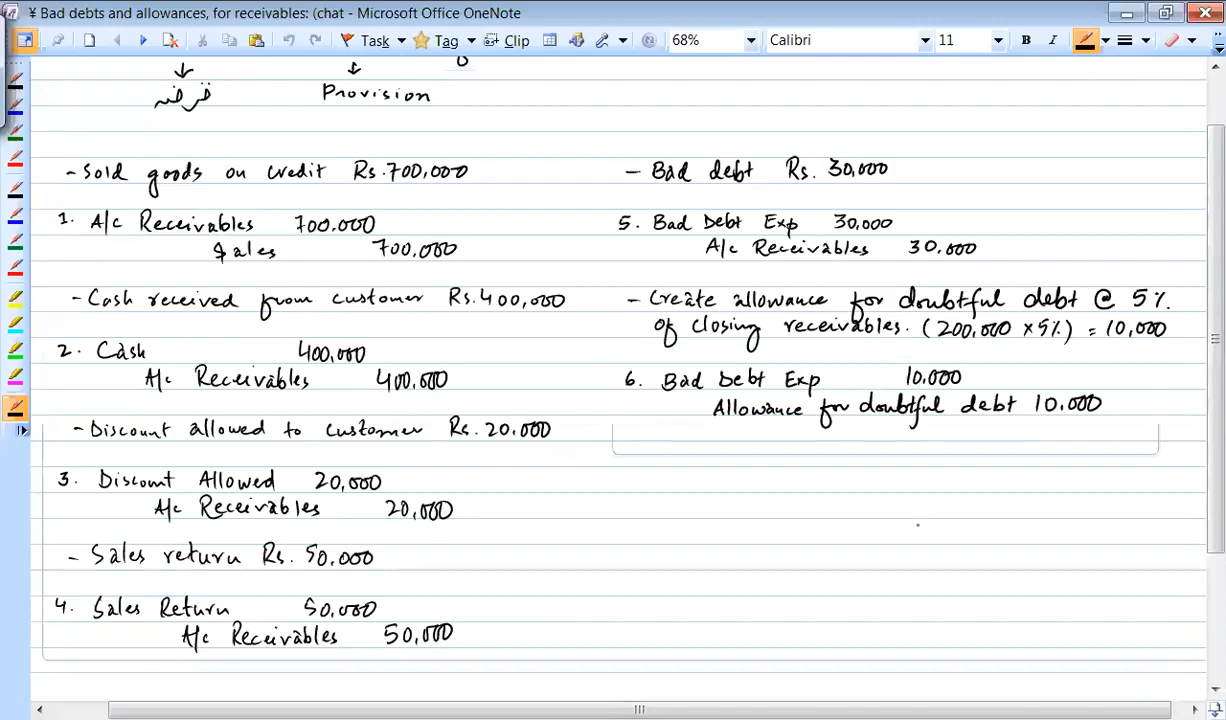 ¥ Bad debts and allowances, for receivables: (chat - Microsoft Office OneNote
Task Tag Clip 68% Calibri 11 B I
قرضہ Provision
- Sold goods on credit Rs.700,000
1. A/c Receivables 700.000
Sales 700,000
- Cash received from customer Rs.400,000
2. Cash 400,000
A/c Receivables 400,000
- Discount allowed to customer Rs. 20,000
3. Discount Allowed 20,000
A/c Receivables 20,000
- Sales return Rs. 50.000
4. Sales Return 50,000
A/c Receivables 50,000
- Bad debt Rs. 30,000
5. Bad Debt Exp 30,000
A/c Receivables 30.000
- Create allowance for doubtful debt @ 5%
of closing receivables. (200,000 x 5%) = 10,000
6. Bad Debt Exp 10.000
Allowance for doubtful debt 10.000